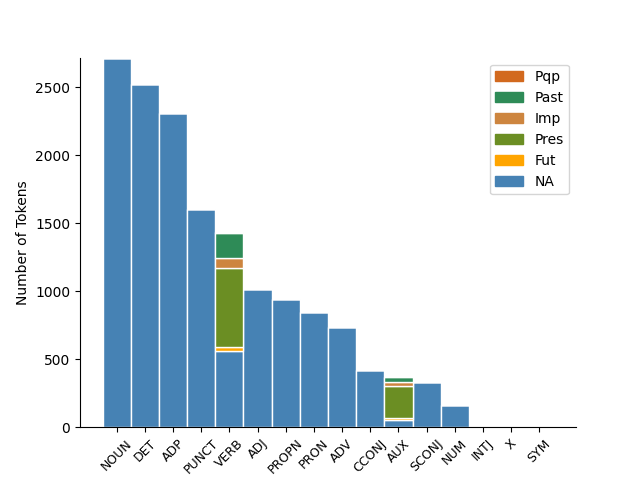 Pqp
Past
Imp
Pres
Fut
NA
Number of Tokens
2500
2000
1500
1000
500
0
NOUN DET ADP PUNCT VERB ADJ PROPN PRON ADV CCONJ AUX SCONJ NUM INTJ X SYM